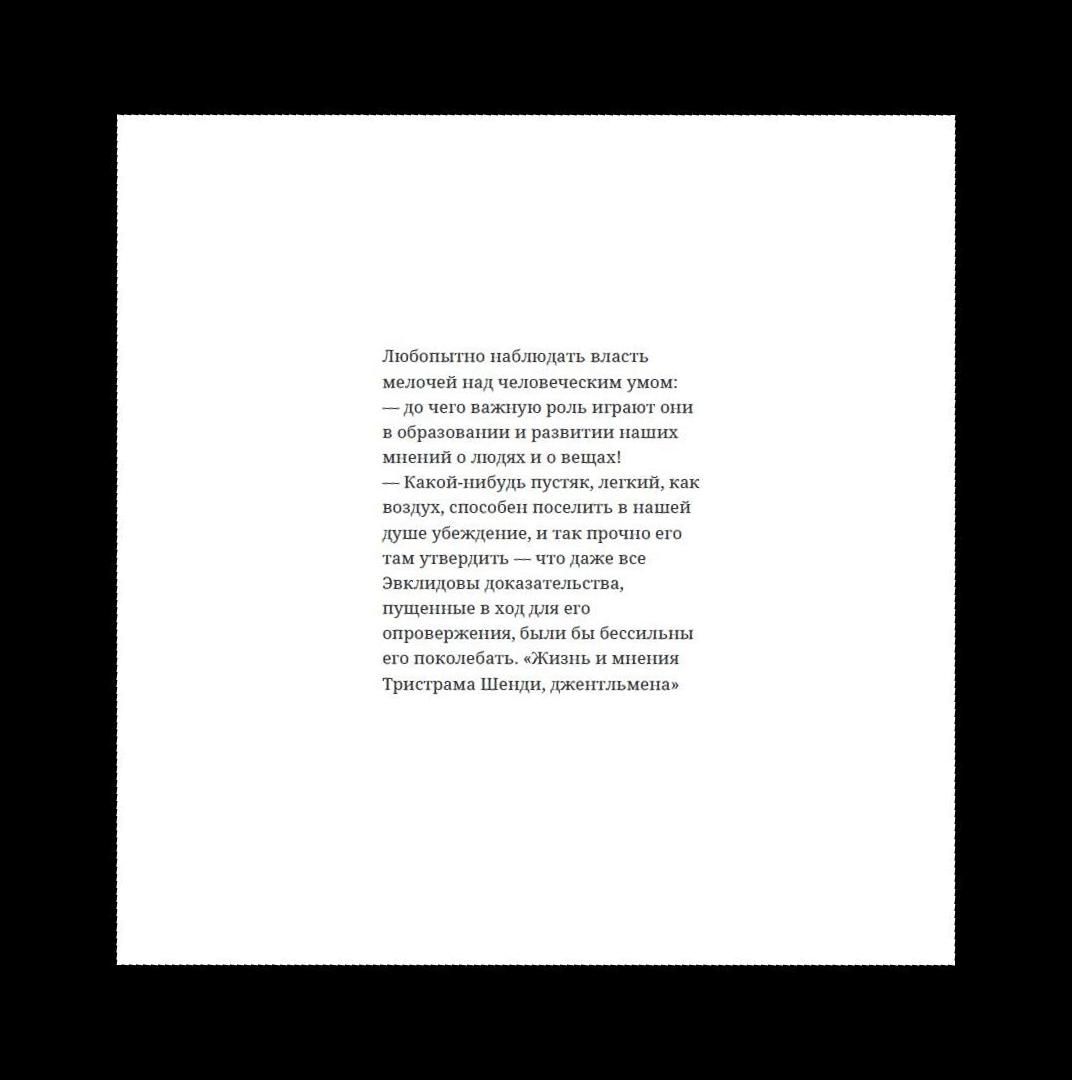 Любопытно наблюдать власть
мелочей над человеческим умом:
— до чего важную роль играют они
в образовании и развитии наших
мнений о людях и о вещах!
— Какой-нибудь пустяк, легкий, как
воздух, способен поселить в нашей
душе убеждение, и так прочно его
там утвердить — что даже все
Эвклидовы доказательства,
пущенные в ход для его
опровержения, были бы бессильны
его поколебать. «Жизнь и мнения
Тристрама Шенди, джентльмена»